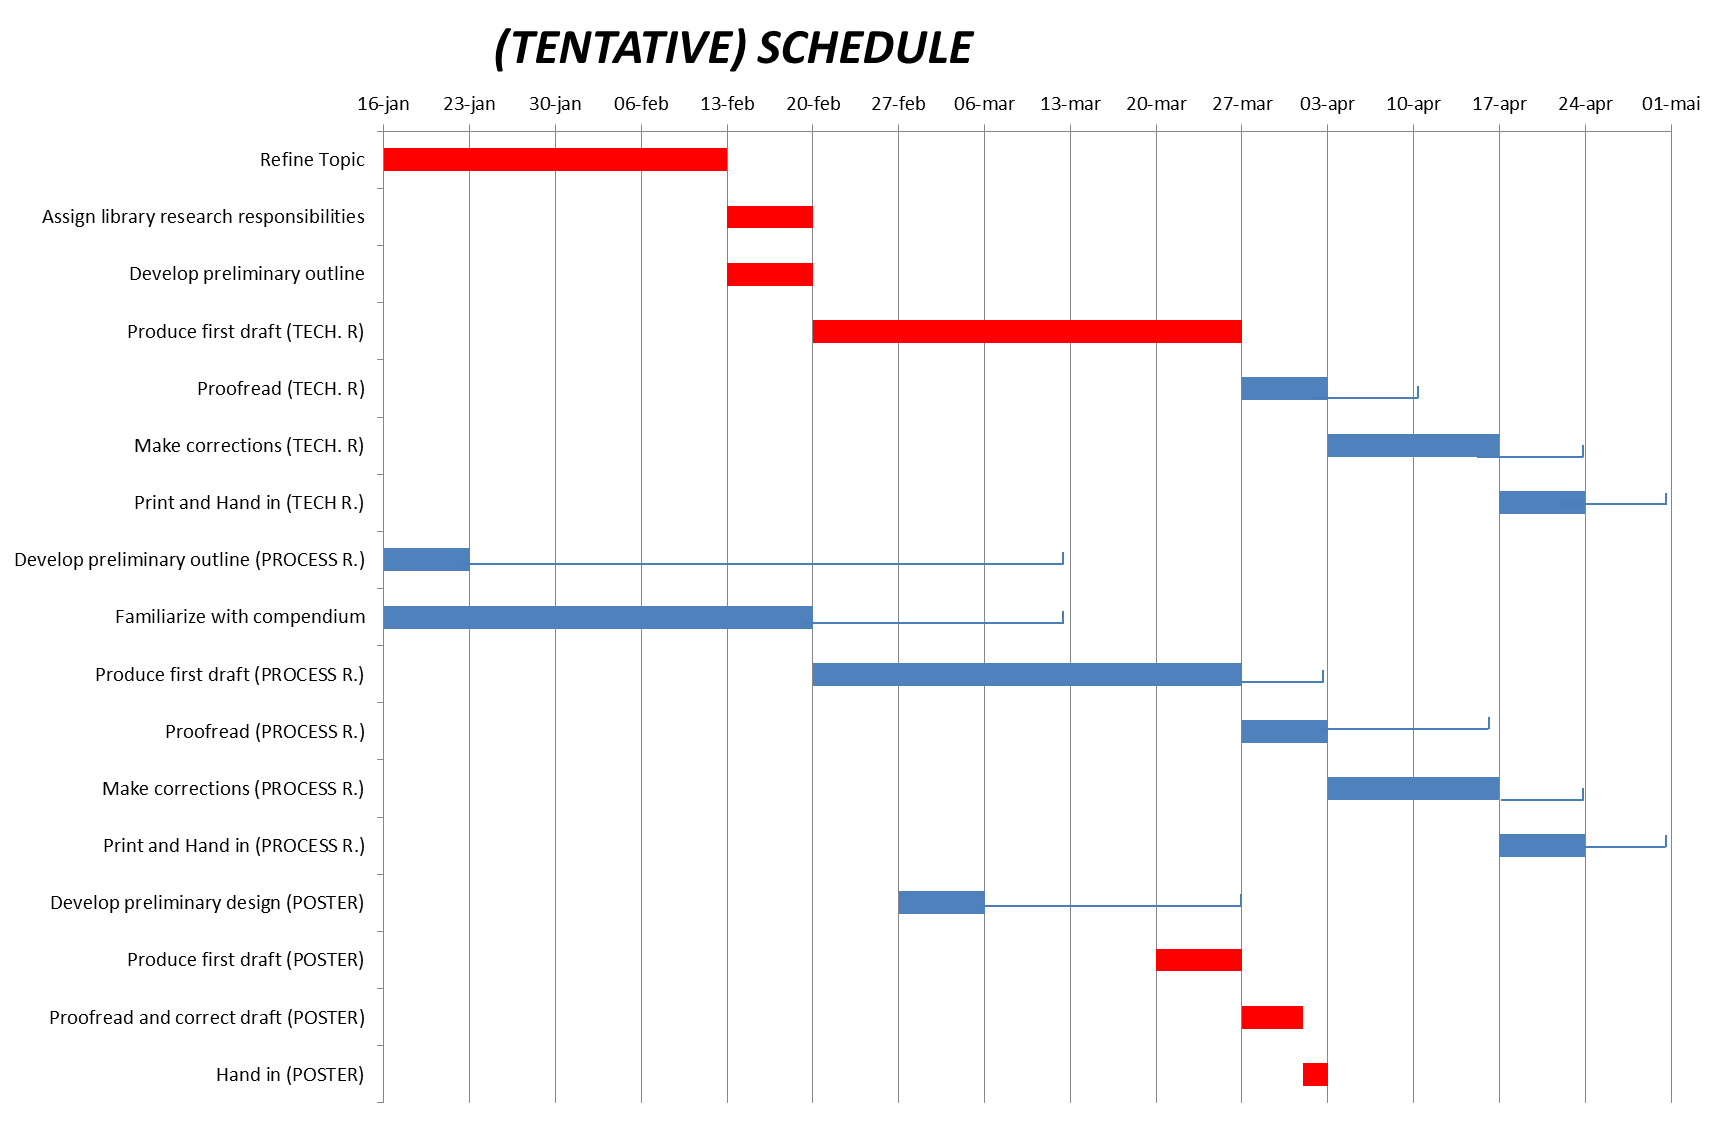 (TENTATIVE) SCHEDULE
16-jan 23-jan 30-jan 06-feb 13-feb 20-feb 27-feb 06-mar 13-mar 20-mar 27-mar 03-apr 10-apr 17-apr 24-apr 01-mai
Refine Topic
Assign library research responsibilities
Develop preliminary outline
Produce first draft (TECH. R)
Proofread (TECH. R)
Make corrections (TECH. R)
Print and Hand in (TECH R.)
Develop preliminary outline (PROCESS R.)
Familiarize with compendium
Produce first draft (PROCESS R.)
Proofread (PROCESS R.)
Make corrections (PROCESS R.)
Print and Hand in (PROCESS R.)
Develop preliminary design (POSTER)
Produce first draft (POSTER)
Proofread and correct draft (POSTER)
Hand in (POSTER)